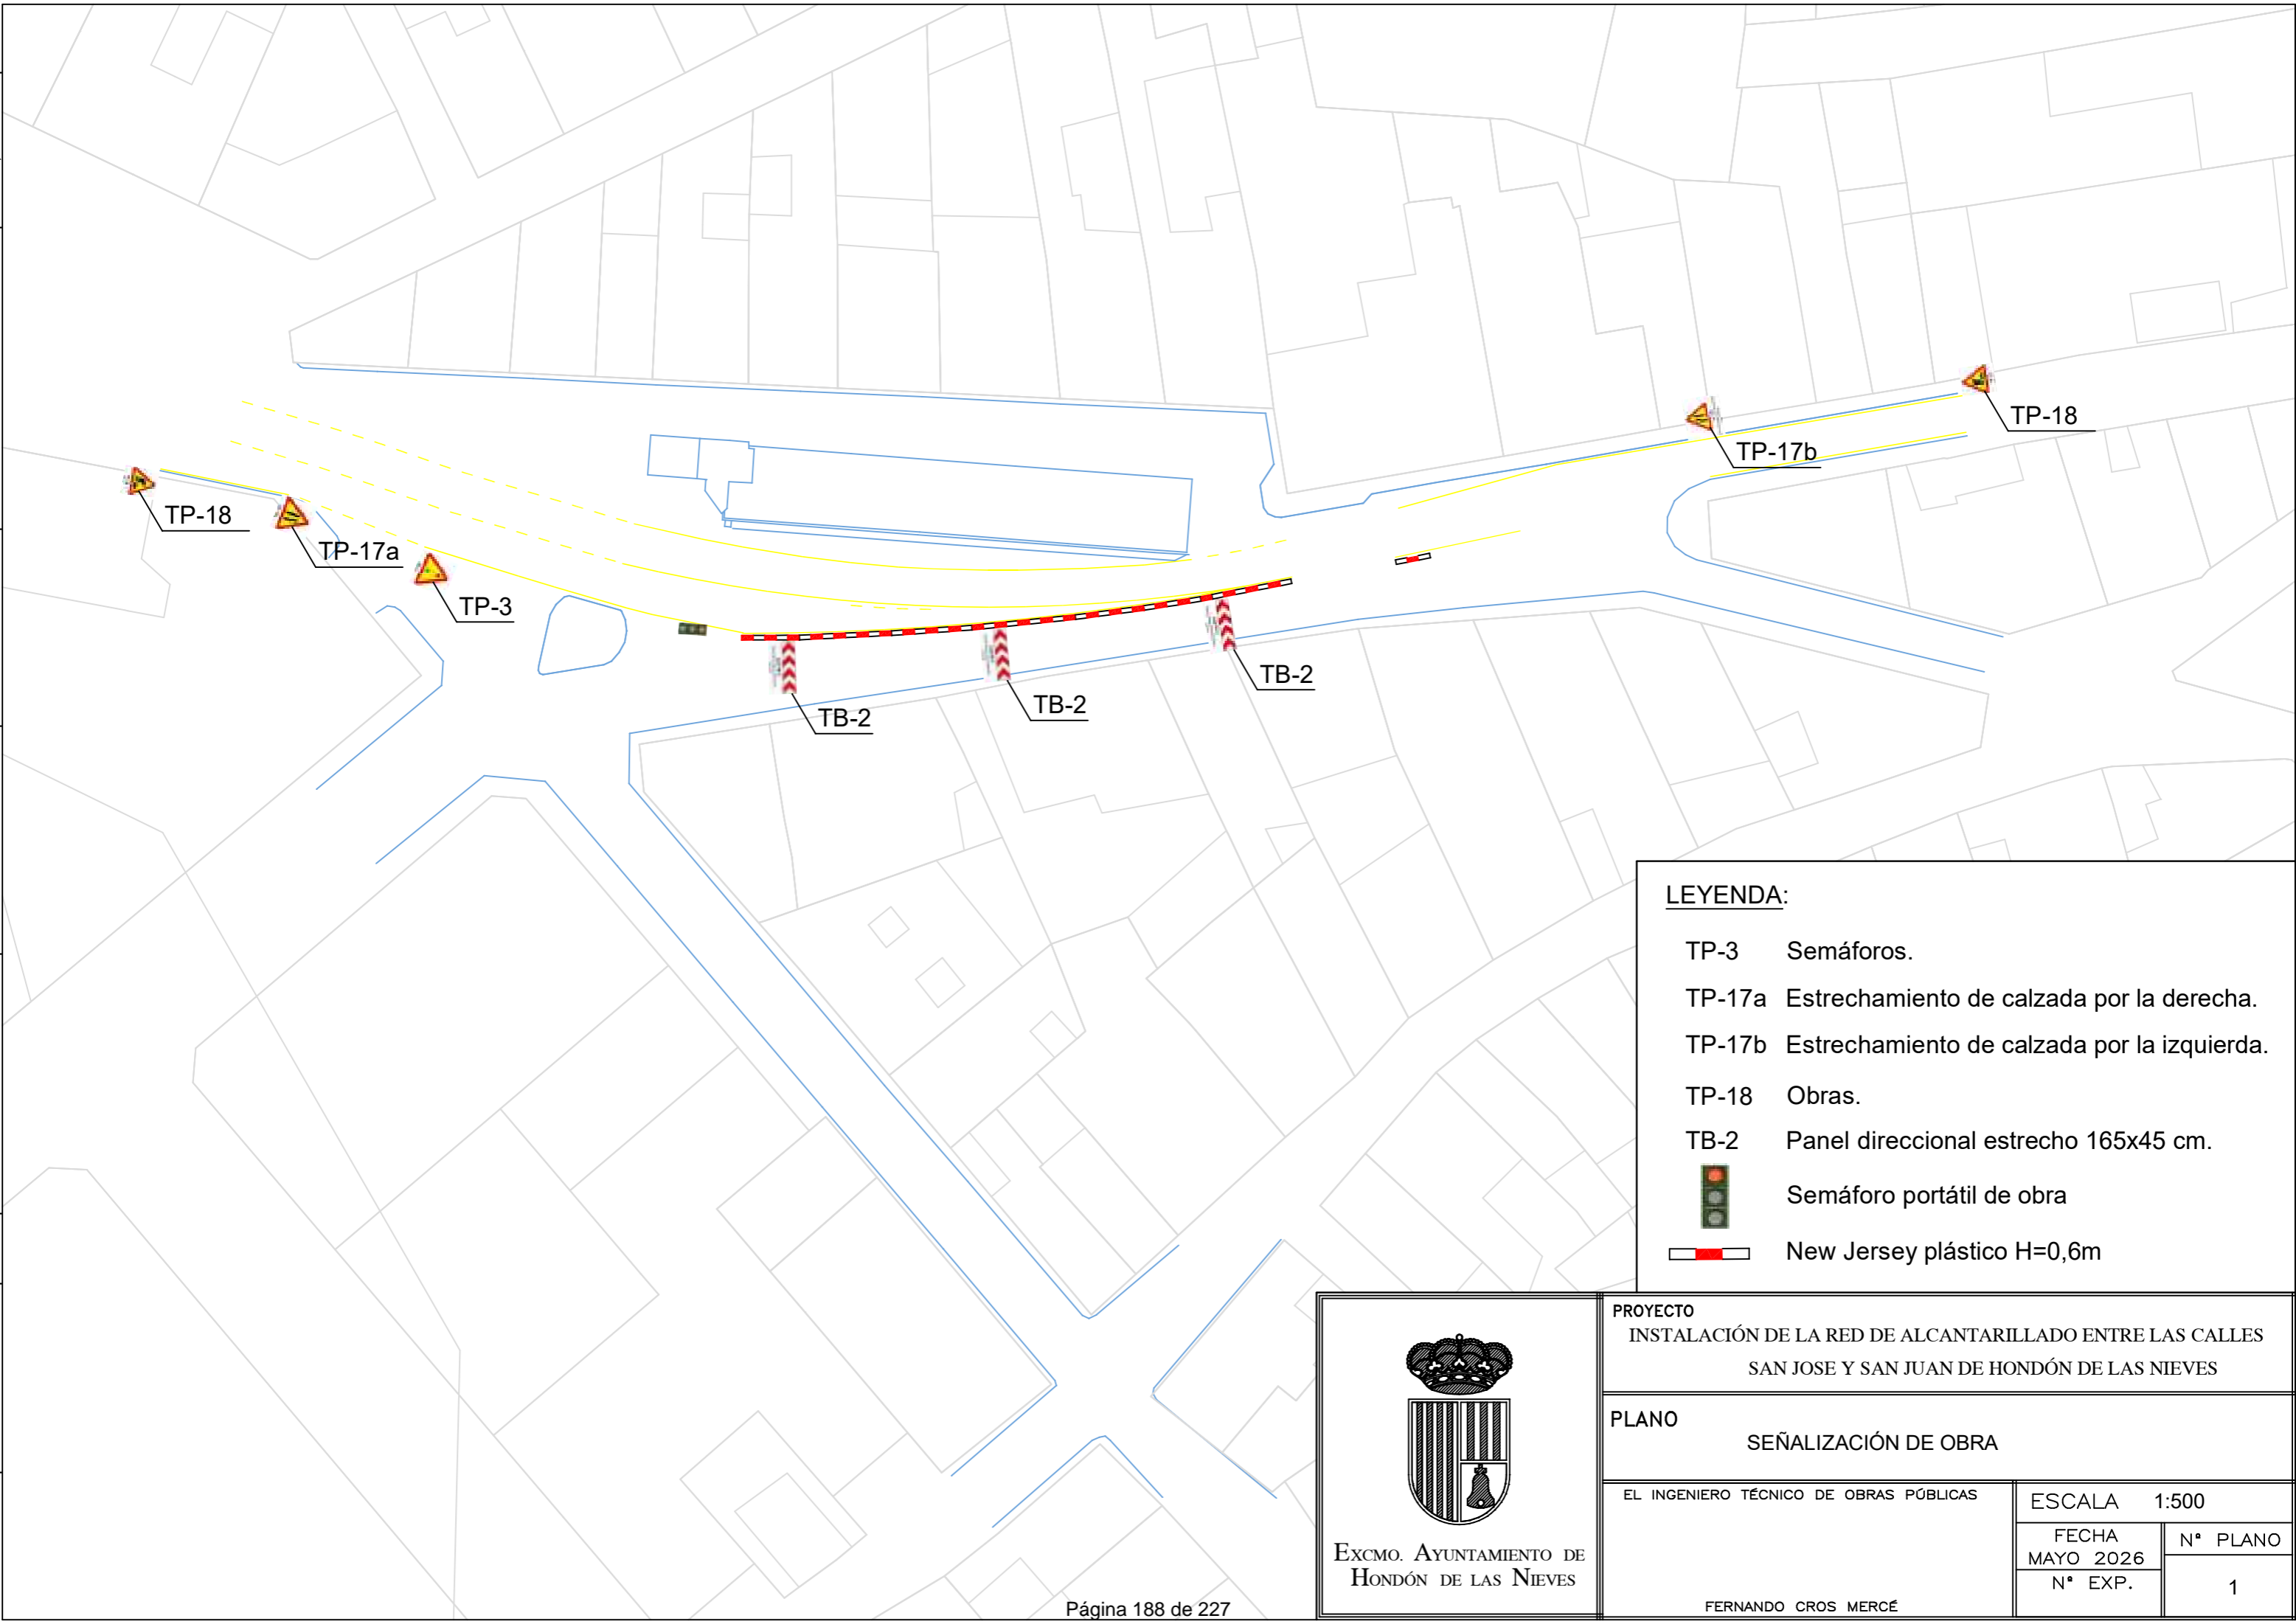 TP-18
TP-17b
TP-18
TP-17a
TP-3
TB-2
TB-2
TB-2
LEYENDA:
TP-3 Semáforos.
TP-17a Estrechamiento de calzada por la derecha.
TP-17b Estrechamiento de calzada por la izquierda.
TP-18 Obras.
TB-2 Panel direccional estrecho 165x45 cm.
Semáforo portátil de obra
New Jersey plástico H=0,6m
PROYECTO
INSTALACIÓN DE LA RED DE ALCANTARILLADO ENTRE LAS CALLES
SAN JOSE Y SAN JUAN DE HONDÓN DE LAS NIEVES
PLANO
SEÑALIZACIÓN DE OBRA
EL INGENIERO TÉCNICO DE OBRAS PÚBLICAS
FERNANDO CROS MERCÉ
ESCALA 1:500
FECHA
MAYO 2026
Nº EXP.
Nº PLANO
1
EXCMO. AYUNTAMIENTO DE
HONDÓN DE LAS NIEVES
Página 188 de 227